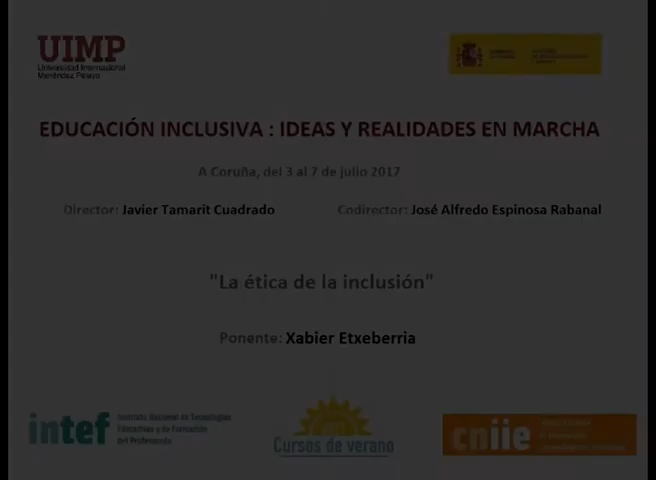 UIMP
Universidad Internacional
Menéndez Pelayo
EDUCACIÓN INCLUSIVA : IDEAS Y REALIDADES EN MARCHA
A Coruña, del 3 al 7 de julio 2017
Director: Javier Tamarit Cuadrado
Codirector: José Alfredo Espinosa Rabanal
"La ética de la inclusión"
Ponente: Xabier Etxeberria
intef
Instituto Nacional de Tecnologías
Educativas y de Formación
del Profesorado
Cursos de verano
cniie